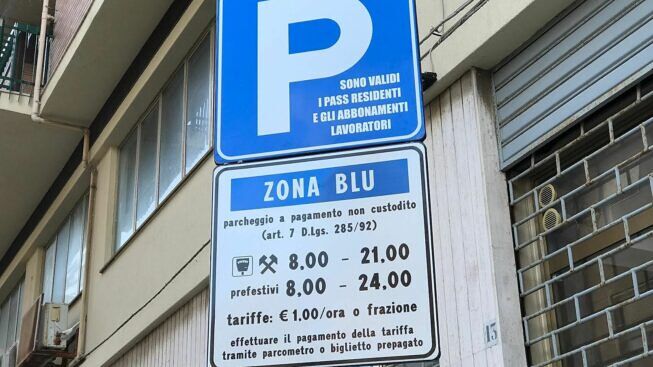 P
SONO VALIDI
I PASS RESIDENTI
E GLI ABBONAMENTI
LAVORATORI
ZONA BLU
parcheggio a pagamento non custodito
(art. 7 D.Lgs. 285/92)
8.00 - 21.00
prefestivi 8.00 - 24.00
tariffe: € 1.00/ora o frazione
effettuare il pagamento della tariffa
tramite parcometro o biglietto prepagato
13